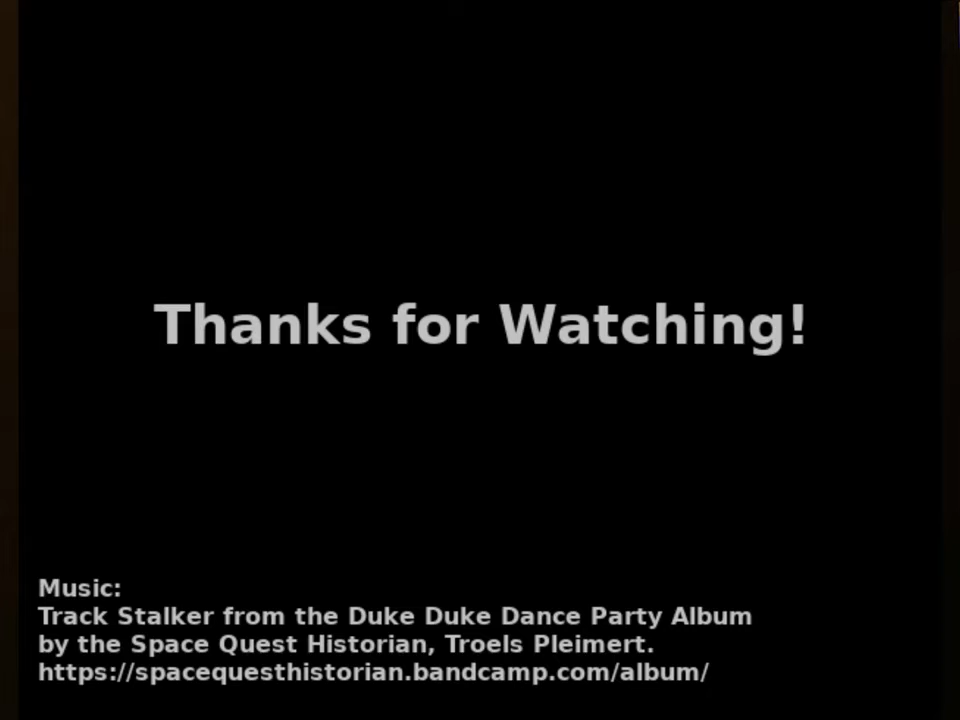 Thanks for Watching!
Music:
Track Stalker from the Duke Duke Dance Party Album
by the Space Quest Historian, Troels Pleimert.
https://spacequesthistorian.bandcamp.com/album/